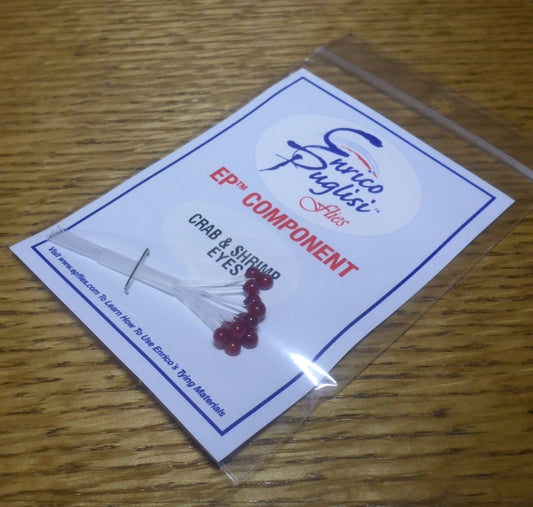 Enrico
Puglisi™
flies
EP™ COMPONENT
CRAB & SHRIMP
EYES
Visit www.epflies.com To Learn How To Use Enrico's Tying Materials